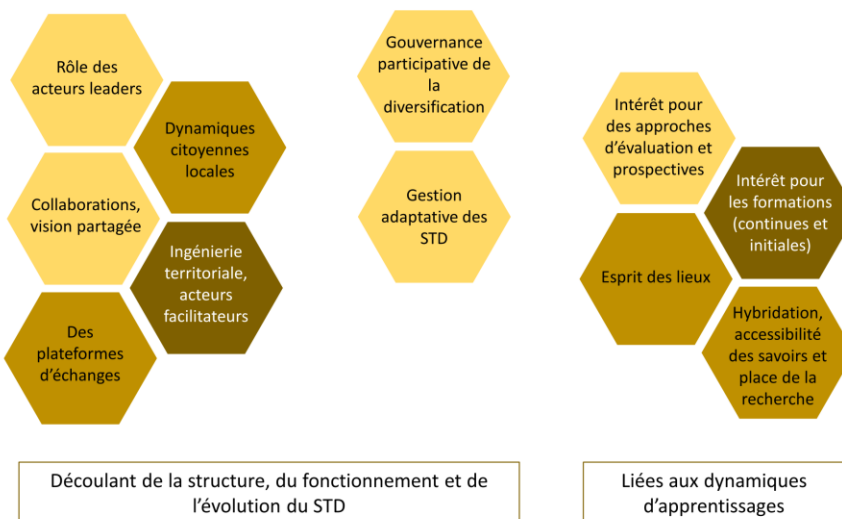 Rôle des
acteurs leaders
Dynamiques
citoyennes
locales
Collaborations,
vision partagée
Ingénierie
territoriale,
acteurs
facilitateurs
Des
plateformes
d'échanges
Gouvernance
participative de
la
diversification
Gestion
adaptative des
STD
Intérêt pour
des approches
d'évaluation et
prospectives
Intérêt pour
les formations
(continues et
initiales)
Esprit des lieux
Hybridation,
accessibilité
des savoirs et
place de la
recherche
Découlant de la structure, du fonctionnement et de
l'évolution du STD
Liées aux dynamiques
d'apprentissages